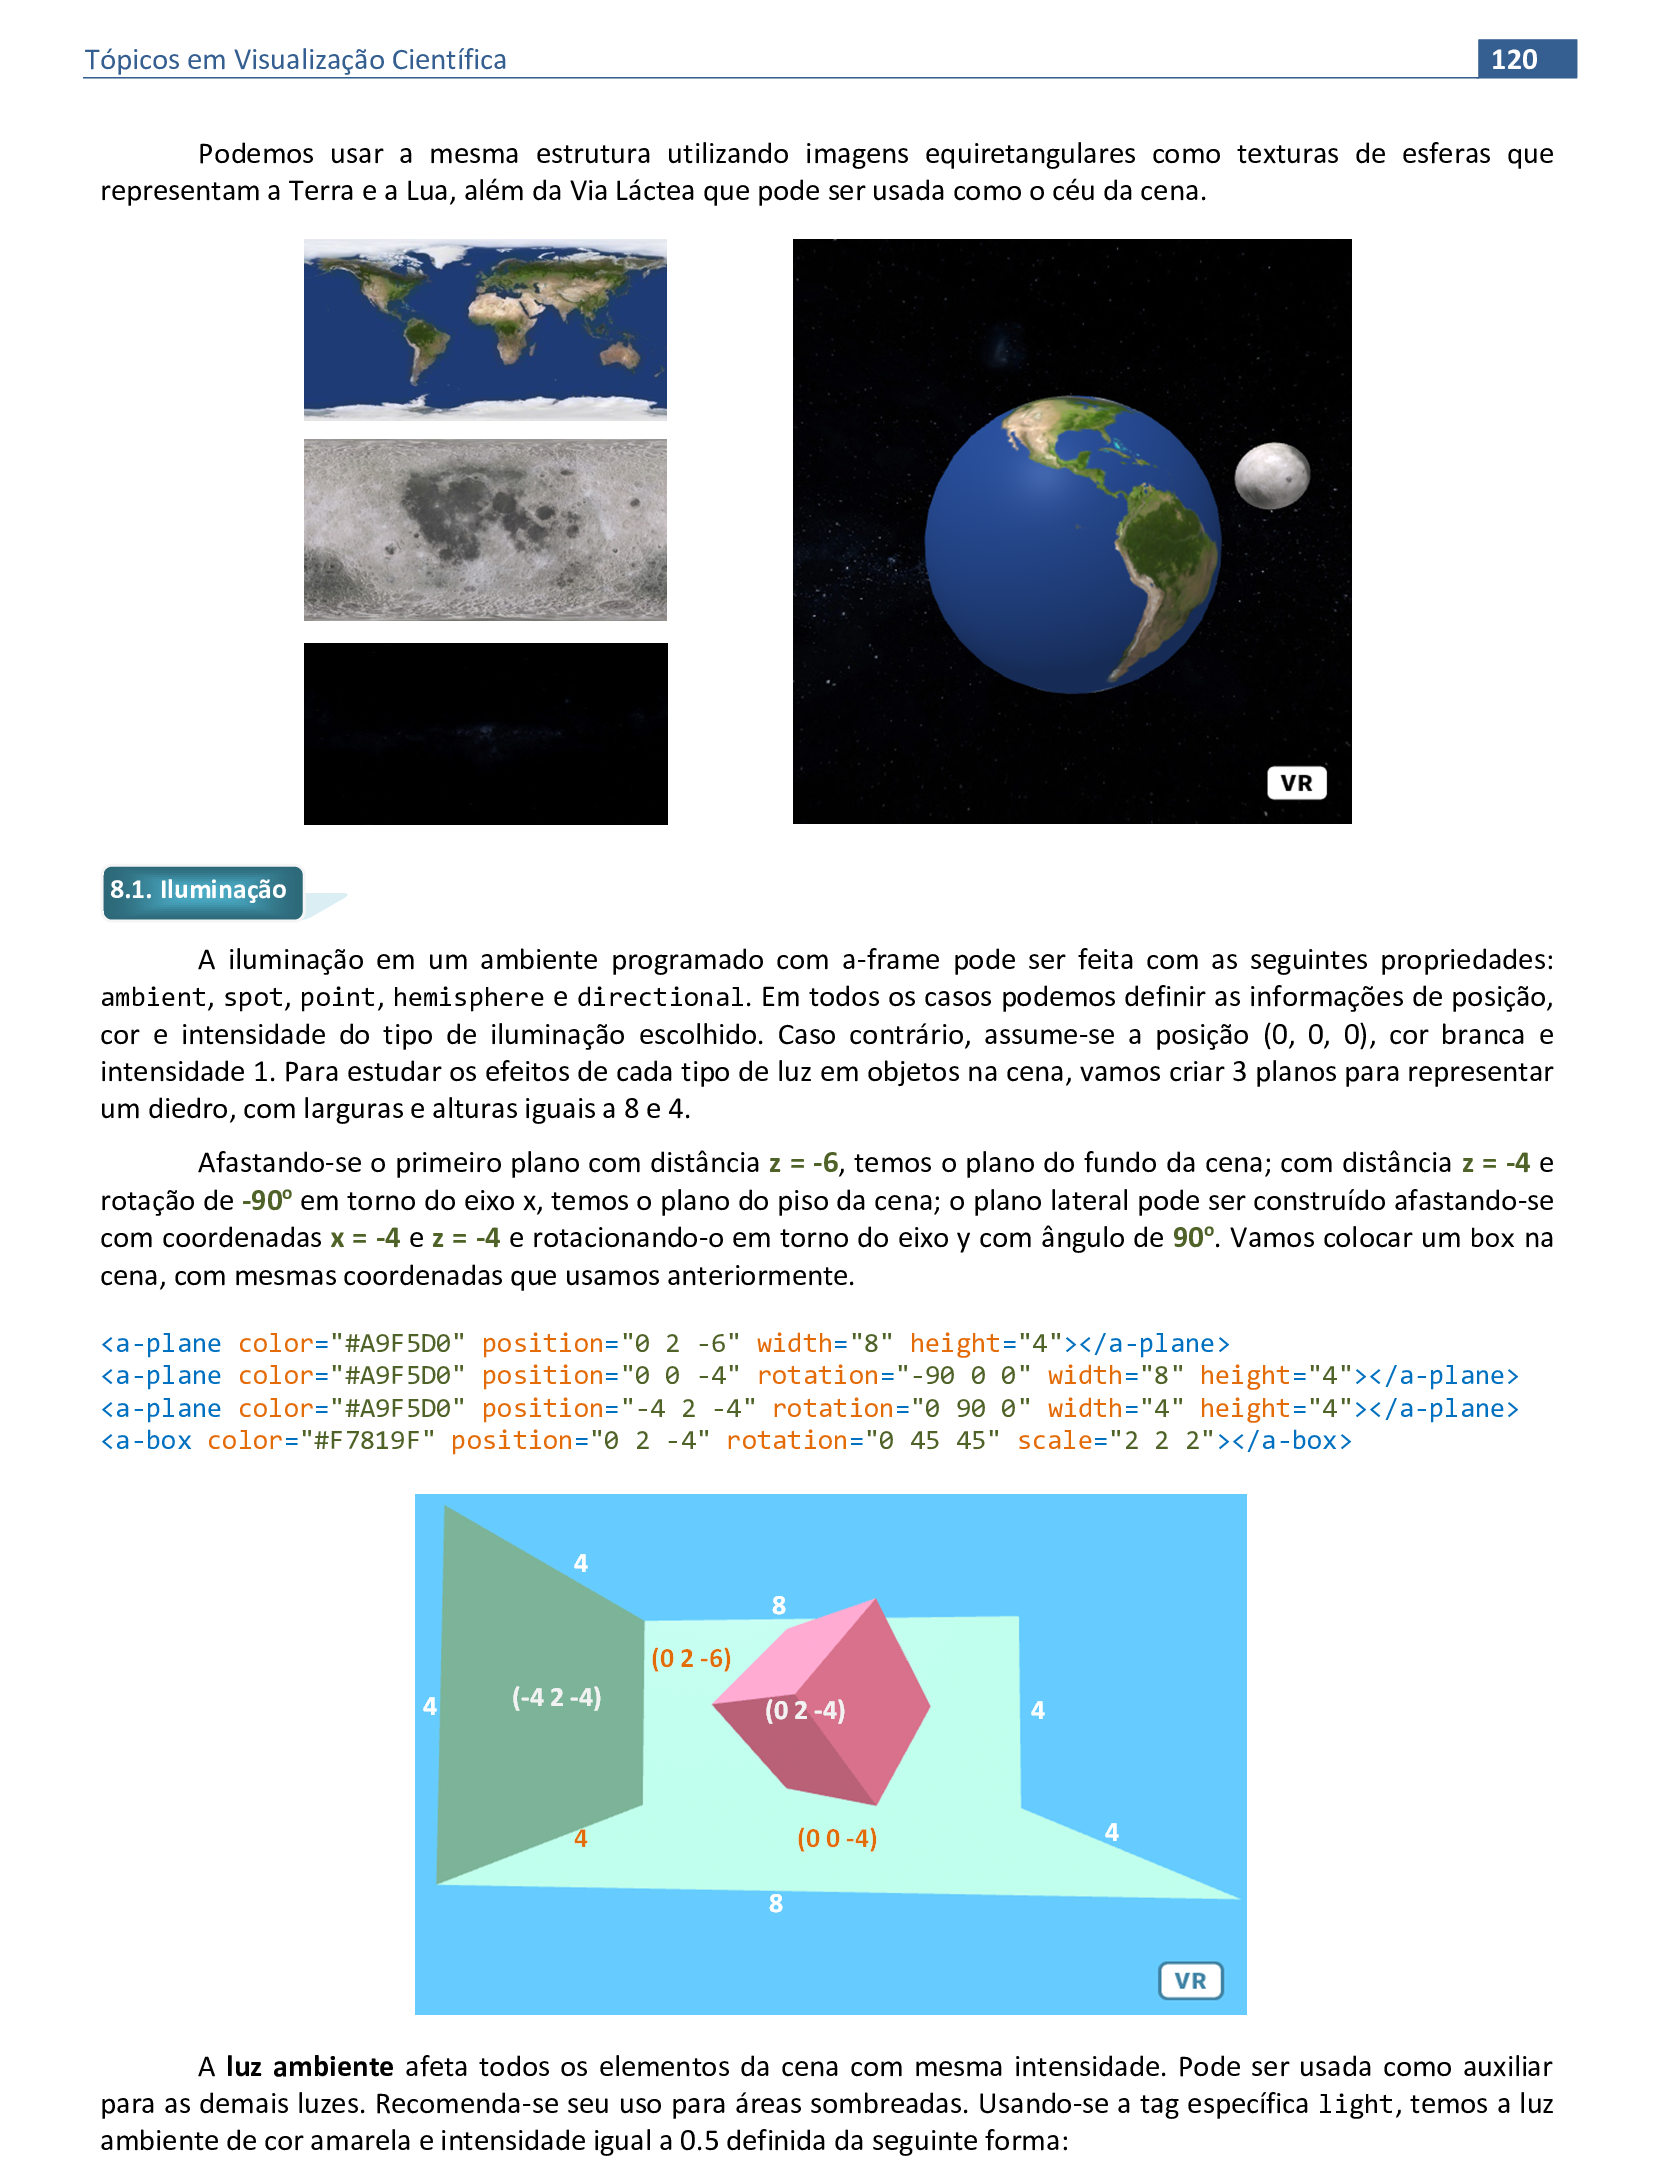 Tópicos em Visualização Científica
120
Podemos usar a mesma estrutura utilizando imagens equiretangulares como texturas de esferas que
representam a Terra e a Lua, além da Via Láctea que pode ser usada como o céu da cena.
VR
8.1. Iluminação
A iluminação em um ambiente programado com a-frame pode ser feita com as seguintes propriedades:
ambient, spot, point, hemisphere e directional. Em todos os casos podemos definir as informações de posição,
cor e intensidade do tipo de iluminação escolhido. Caso contrário, assume-se a posição (0, 0, 0), cor branca e
intensidade 1. Para estudar os efeitos de cada tipo de luz em objetos na cena, vamos criar 3 planos para representar
um diedro, com larguras e alturas iguais a 8 e 4.
Afastando-se o primeiro plano com distância z = -6, temos o plano do fundo da cena; com distância z = -4 e
rotação de -90º em torno do eixo x, temos o plano do piso da cena; o plano lateral pode ser construído afastando-se
com coordenadas x = -4 e z = -4 e rotacionando-o em torno do eixo y com ângulo de 90º. Vamos colocar um box na
cena, com mesmas coordenadas que usamos anteriormente.
<a-plane color="#A9F5D0" position="0 2 -6" width="8" height="4"></a-plane>
<a-plane color="#A9F5D0" position="0 0 -4" rotation="-90 0 0" width="8" height="4"></a-plane>
<a-plane color="#A9F5D0" position="-4 2 -4" rotation="0 90 0" width="4" height="4"></a-plane>
<a-box color="#F7819F" position="0 2 -4" rotation="0 45 45" scale="2 2 2"></a-box>
4
8
(0 2 -6)
(-4 2 -4)
4
(0 2 -4)
4
4
(0 0 -4)
4
8
VR
A luz ambiente afeta todos os elementos da cena com mesma intensidade. Pode ser usada como auxiliar
para as demais luzes. Recomenda-se seu uso para áreas sombreadas. Usando-se a tag específica light, temos a luz
ambiente de cor amarela e intensidade igual a 0.5 definida da seguinte forma: